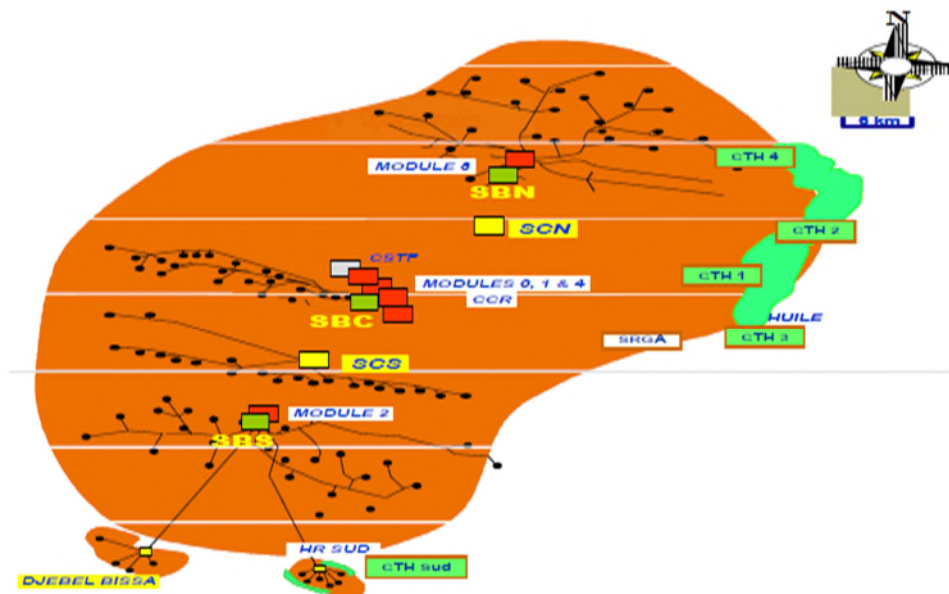 N
6 km
CTH 4
MODULE 3
SBN
SCN
CTH 2
CSTF
CTH 1
MODULES 0, 1 & 4
CCR
SBC
HUILE
SRGA
CTH 3
SCS
MODULE 2
SBS
HR SUD
CTH Sud
DJEBEL BISSA